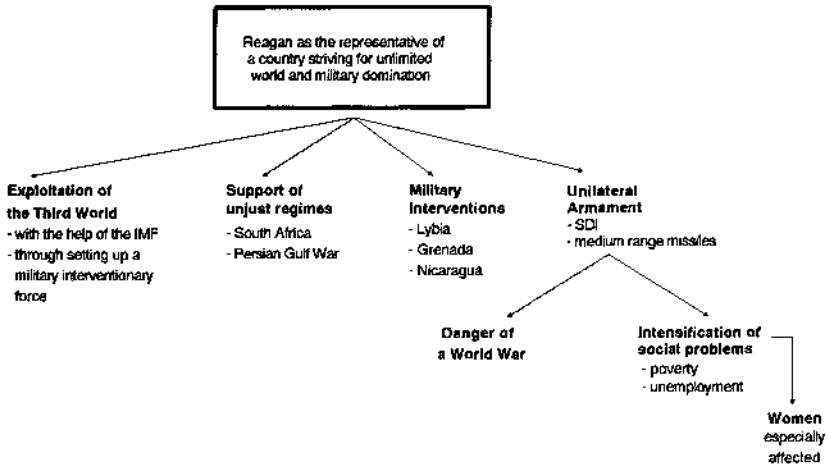 Reagan as the representative of
a country striving for unlimited
world and military domination
Exploitation of
the Third World
- with the help of the IMF
- through setting up a
military interventionary
force
Support of
unjust regimes
- South Africa
- Persian Gulf War
Military
Interventions
- Lybia
- Grenada
- Nicaragua
Unilateral
Armament
- SDI
- medium range missiles
Danger of
a World War
Intensification of
social problems
- poverty
- unemployment
Women
especially
affected